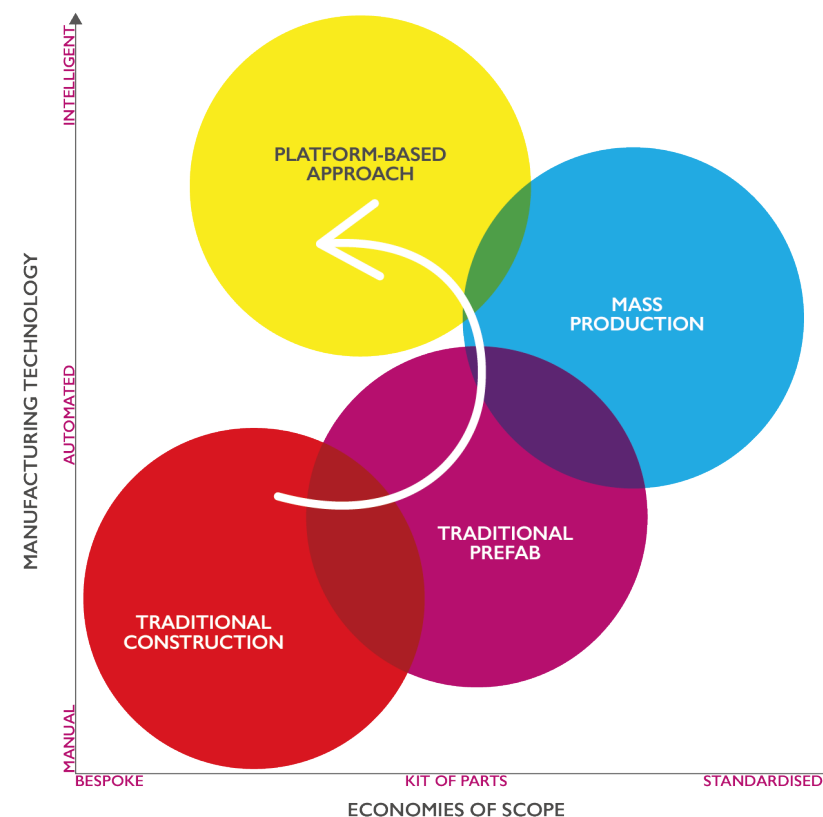 INTELLIGENT
AUTOMATED
MANUAL
MANUFACTURING TECHNOLOGY
PLATFORM-BASED
APPROACH
MASS
PRODUCTION
TRADITIONAL
PREFAB
TRADITIONAL
CONSTRUCTION
BESPOKE
KIT OF PARTS
STANDARDISED
ECONOMIES OF SCOPE